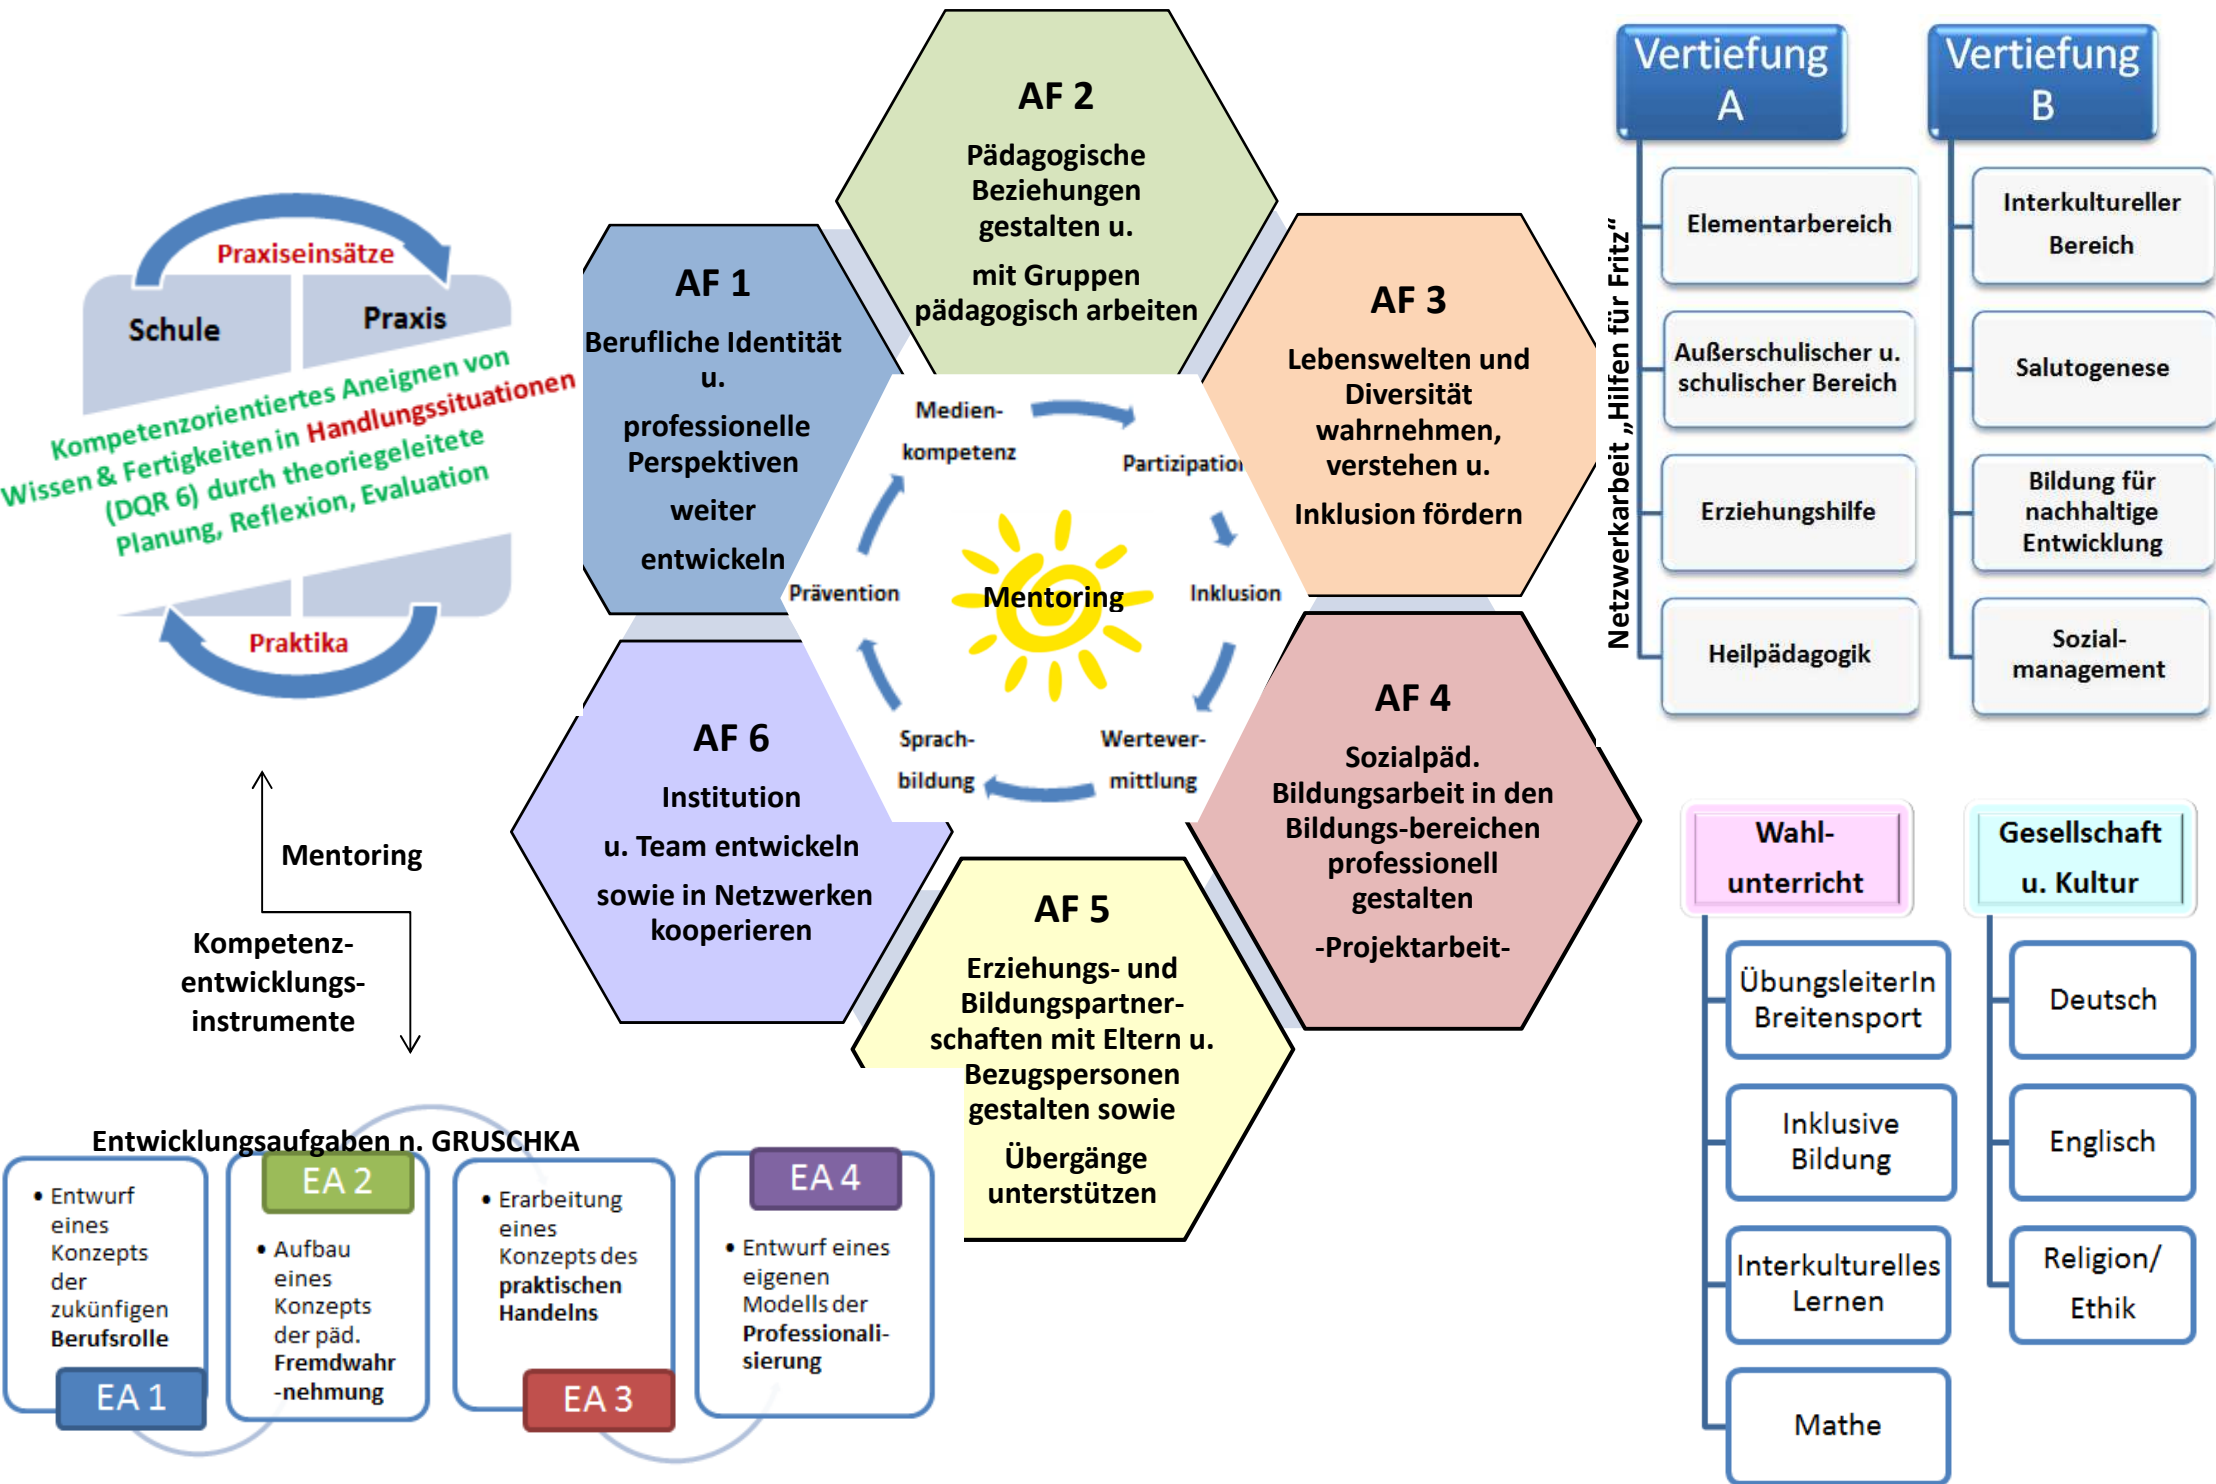 Praxiseinsätze
Schule
Praxis
Kompetenzorientiertes Aneignen von
Wissen & Fertigkeiten in Handlungssituationen
(DQR 6) durch theoriegeleitete
Planung, Reflexion, Evaluation
Praktika
Mentoring
Kompetenz-
entwicklungs-
instrumente
AF 1
Berufliche Identität
u.
professionelle
Perspektiven
weiter
entwickeln
AF 2
Pädagogische
Beziehungen
gestalten u.
mit Gruppen
pädagogisch arbeiten
AF 3
Lebenswelten und
Diversität
wahrnehmen,
verstehen u.
Inklusion fördern
AF 4
Sozialpäd.
Bildungsarbeit in den
Bildungs-bereichen
professionell
gestalten
-Projektarbeit-
AF 5
Erziehungs- und
Bildungspartner-
schaften mit Eltern u.
Bezugspersonen
gestalten sowie
Übergänge
unterstützen
AF 6
Institution
u. Team entwickeln
sowie in Netzwerken
kooperieren
Medien-
kompetenz
Partizipation
Inklusion
Wertever-
mittlung
Sprach-
bildung
Prävention
Mentoring
Netzwerkarbeit „Hilfen für Fritz“
Vertiefung
A
Elementarbereich
Außerschulischer u.
schulischer Bereich
Erziehungshilfe
Heilpädagogik
Vertiefung
B
Interkultureller
Bereich
Salutogenese
Bildung für
nachhaltige
Entwicklung
Sozial-
management
Wahl-
unterricht
ÜbungsleiterIn
Breitensport
Inklusive
Bildung
Interkulturelles
Lernen
Mathe
Gesellschaft
u. Kultur
Deutsch
Englisch
Religion/
Ethik
Entwicklungsaufgaben n. GRUSCHKA
• Entwurf
eines
Konzepts
der
zukünfigen
Berufsrolle
EA 1
EA 2
• Aufbau
eines
Konzepts
der päd.
Fremdwahr
-nehmung
• Erarbeitung
eines
Konzepts des
praktischen
Handelns
EA 3
EA 4
• Entwurf eines
eigenen
Modells der
Professionali-
sierung